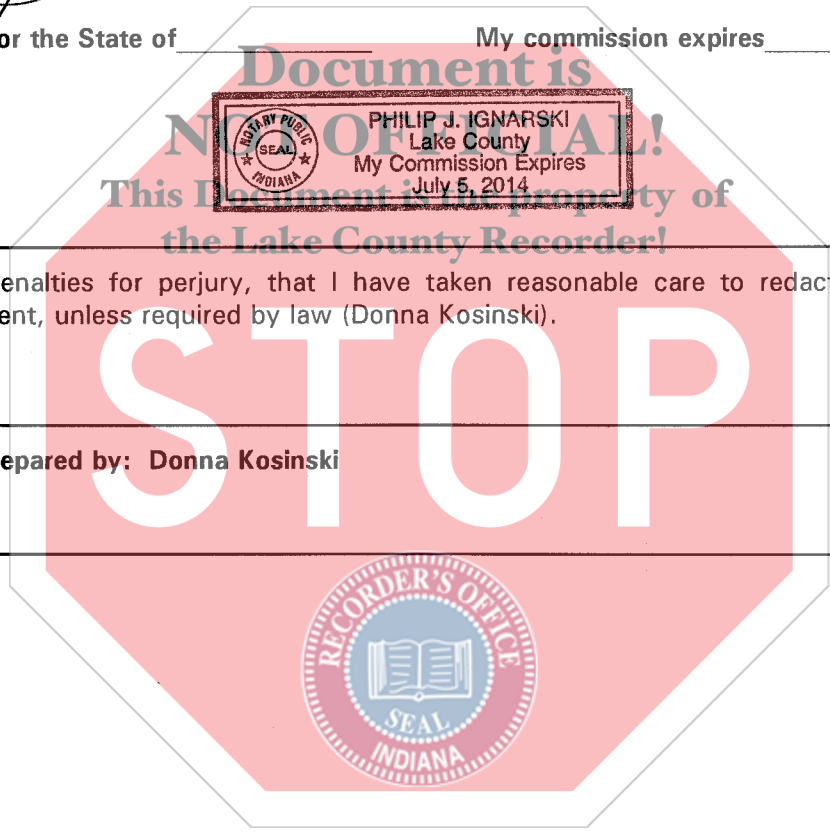 or the State of My commission expires
Document is
NOT OFFICIAL!
This Document is the property of
the Lake County Recorder!
NOTARY PUBLIC
SEAL
INDIANA
PHILIP J. IGNARSKI
Lake County
My Commission Expires
July 5, 2014
enalties for perjury, that I have taken reasonable care to redact
ent, unless required by law (Donna Kosinski).
STOP
epared by: Donna Kosinski
RECORDER'S OFFICE
SEAL
INDIANA